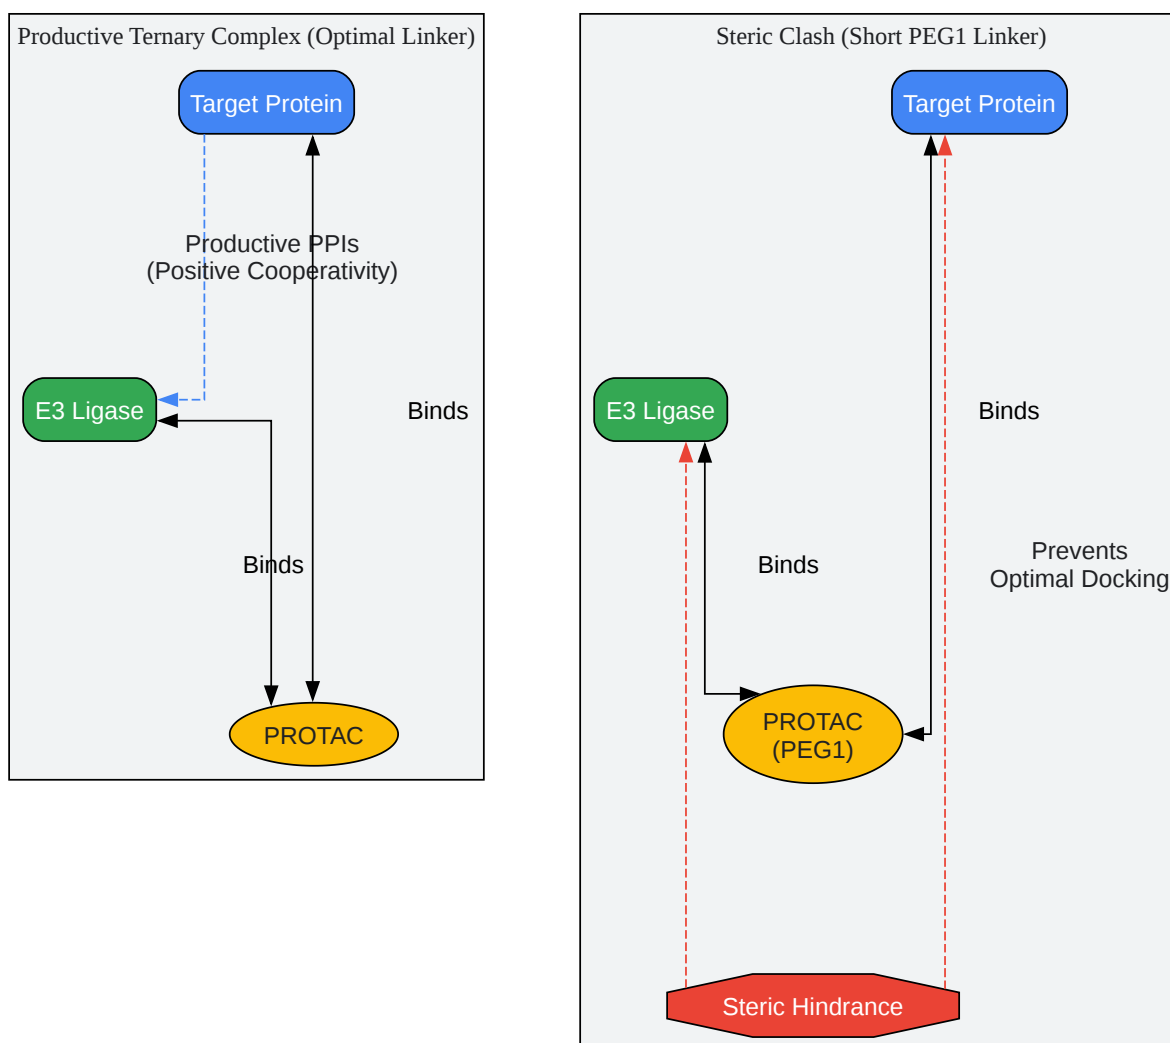 Productive Ternary Complex (Optimal Linker)
Target Protein
Productive PPIs
(Positive Cooperativity)
E3 Ligase
Binds
Binds
PROTAC
Steric Clash (Short PEG1 Linker)
Target Protein
E3 Ligase
Binds
Binds
Prevents
Optimal Docking
PROTAC
(PEG1)
Steric Hindrance